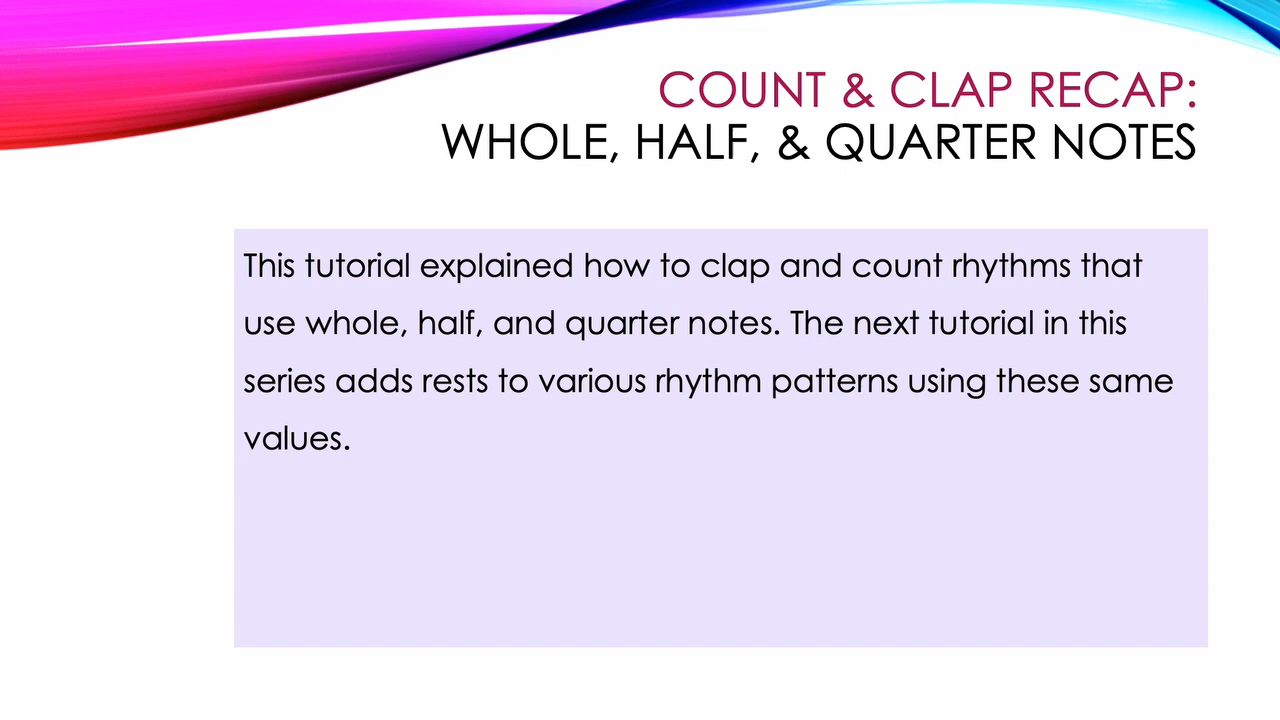 COUNT & CLAP RECAP:
WHOLE, HALF, & QUARTER NOTES
This tutorial explained how to clap and count rhythms that
use whole, half, and quarter notes. The next tutorial in this
series adds rests to various rhythm patterns using these same
values.